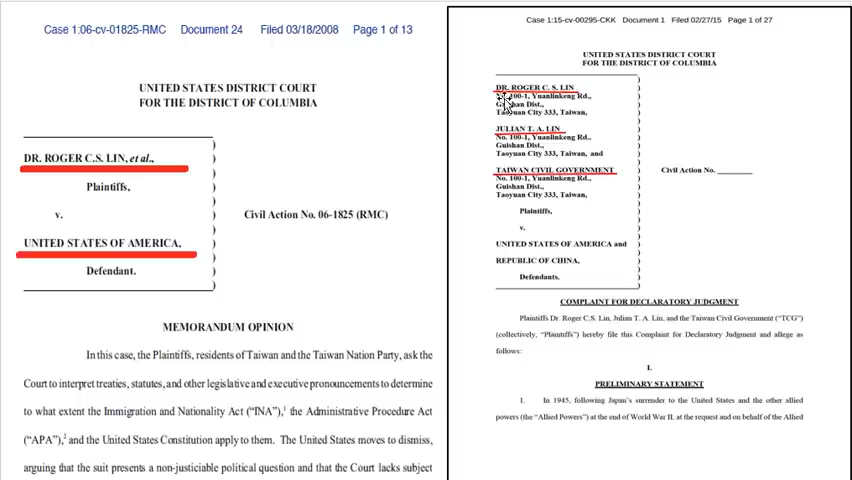 Case 1:06-cv-01825-RMC Document 24 Filed 03/18/2008 Page 1 of 13
UNITED STATES DISTRICT COURT
FOR THE DISTRICT OF COLUMBIA
DR. ROGER C.S. LIN, et al.,
Plaintiffs,
v.
Civil Action No. 06-1825 (RMC)
UNITED STATES OF AMERICA,
Defendant.
MEMORANDUM OPINION
In this case, the Plaintiffs, residents of Taiwan and the Taiwan Nation Party, ask the
Court to interpret treaties, statutes, and other legislative and executive pronouncements to determine
to what extent the Immigration and Nationality Act ("INA"),1 the Administrative Procedure Act
("APA"),2 and the United States Constitution apply to them. The United States moves to dismiss,
arguing that the suit presents a non-justiciable political question and that the Court lacks subject
Case 1:15-cv-00295-CKK Document 1 Filed 02/27/15 Page 1 of 27
UNITED STATES DISTRICT COURT
FOR THE DISTRICT OF COLUMBIA
DR. ROGER C. S. LIN
100-1, Yuanlinkeng Rd.,
Guishan Dist.,
Taoyuan City 333, Taiwan,
JULIAN T. A. LIN
No. 100-1, Yuanlinkeng Rd.,
Guishan Dist.,
Taoyuan City 333, Taiwan, and
TAIWAN CIVIL GOVERNMENT
No. 100-1, Yuanlinkeng Rd.,
Guishan Dist.,
Taoyuan City 333, Taiwan,
Civil Action No. ________
Plaintiffs,
v.
UNITED STATES OF AMERICA and
REPUBLIC OF CHINA,
Defendants.
COMPLAINT FOR DECLARATORY JUDGMENT
Plaintiffs Dr. Roger C.S. Lin, Julian T. A. Lin, and the Taiwan Civil Government ("TCG")
(collectively, "Plaintiffs") hereby file this Complaint for Declaratory Judgment and allege as
follows:
I.
PRELIMINARY STATEMENT
1. In 1945, following Japan's surrender to the United States and the other allied
powers (the "Allied Powers") at the end of World War II, at the request and on behalf of the Allied